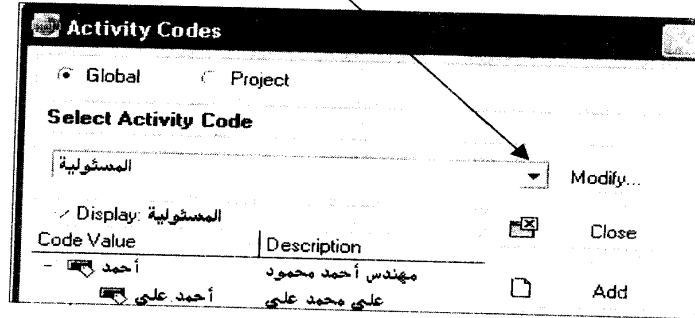 Activity Codes
Global Project
Select Activity Code
المسئولية
Modify...
Display: المسئولية
Close
Code Value Description
أحمد مهندس أحمد محمود
أحمد علي علي محمد علي
Add